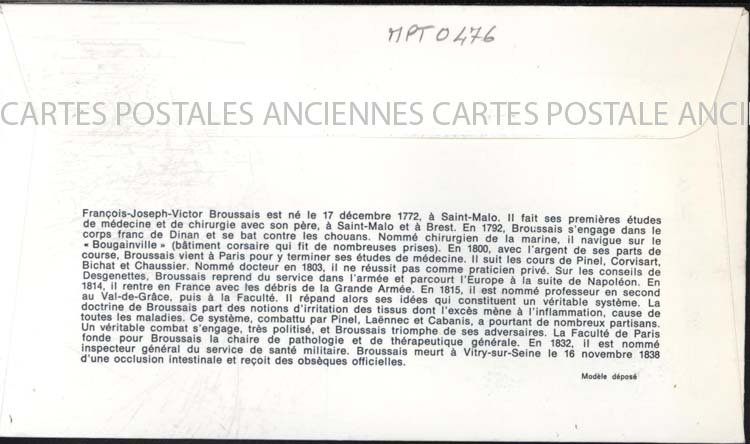 MPT0476
CARTES POSTALES ANCIENNES CARTES POSTALE ANCI
François-Joseph-Victor Broussais est né le 17 décembre 1772, à Saint-Malo. Il fait ses premières études
de médecine et de chirurgie avec son père, à Saint-Malo et à Brest. En 1792, Broussais s'engage dans le
corps franc de Dinan et se bat contre les chouans. Nommé chirurgien de la marine, il navigue sur le
« Bougainville » (bâtiment corsaire qui fit de nombreuses prises). En 1800, avec l'argent de ses parts de
course, Broussais vient à Paris pour y terminer ses études de médecine. Il suit les cours de Pinel, Corvisart,
Bichat et Chaussier. Nommé docteur en 1803, il ne réussit pas comme praticien privé. Sur les conseils de
Desgenettes, Broussais reprend du service dans l'armée et parcourt l'Europe à la suite de Napoléon. En
1814, il rentre en France avec les débris de la Grande Armée. En 1815, il est nommé professeur en second
au Val-de-Grâce, puis à la Faculté. Il répand alors ses idées qui constituent un véritable système. La
doctrine de Broussais part des notions d'irritation des tissus dont l'excès mène à l'inflammation, cause de
toutes les maladies. Ce système, combattu par Pinel, Laënnec et Cabanis, a pourtant de nombreux partisans.
Un véritable combat s'engage, très politisé, et Broussais triomphe de ses adversaires. La Faculté de Paris
fonde pour Broussais la chaire de pathologie et de thérapeutique générale. En 1832, il est nommé
inspecteur général du service de santé militaire. Broussais meurt à Vitry-sur-Seine le 16 novembre 1838
d'une occlusion intestinale et reçoit des obsèques officielles.
Modèle déposé